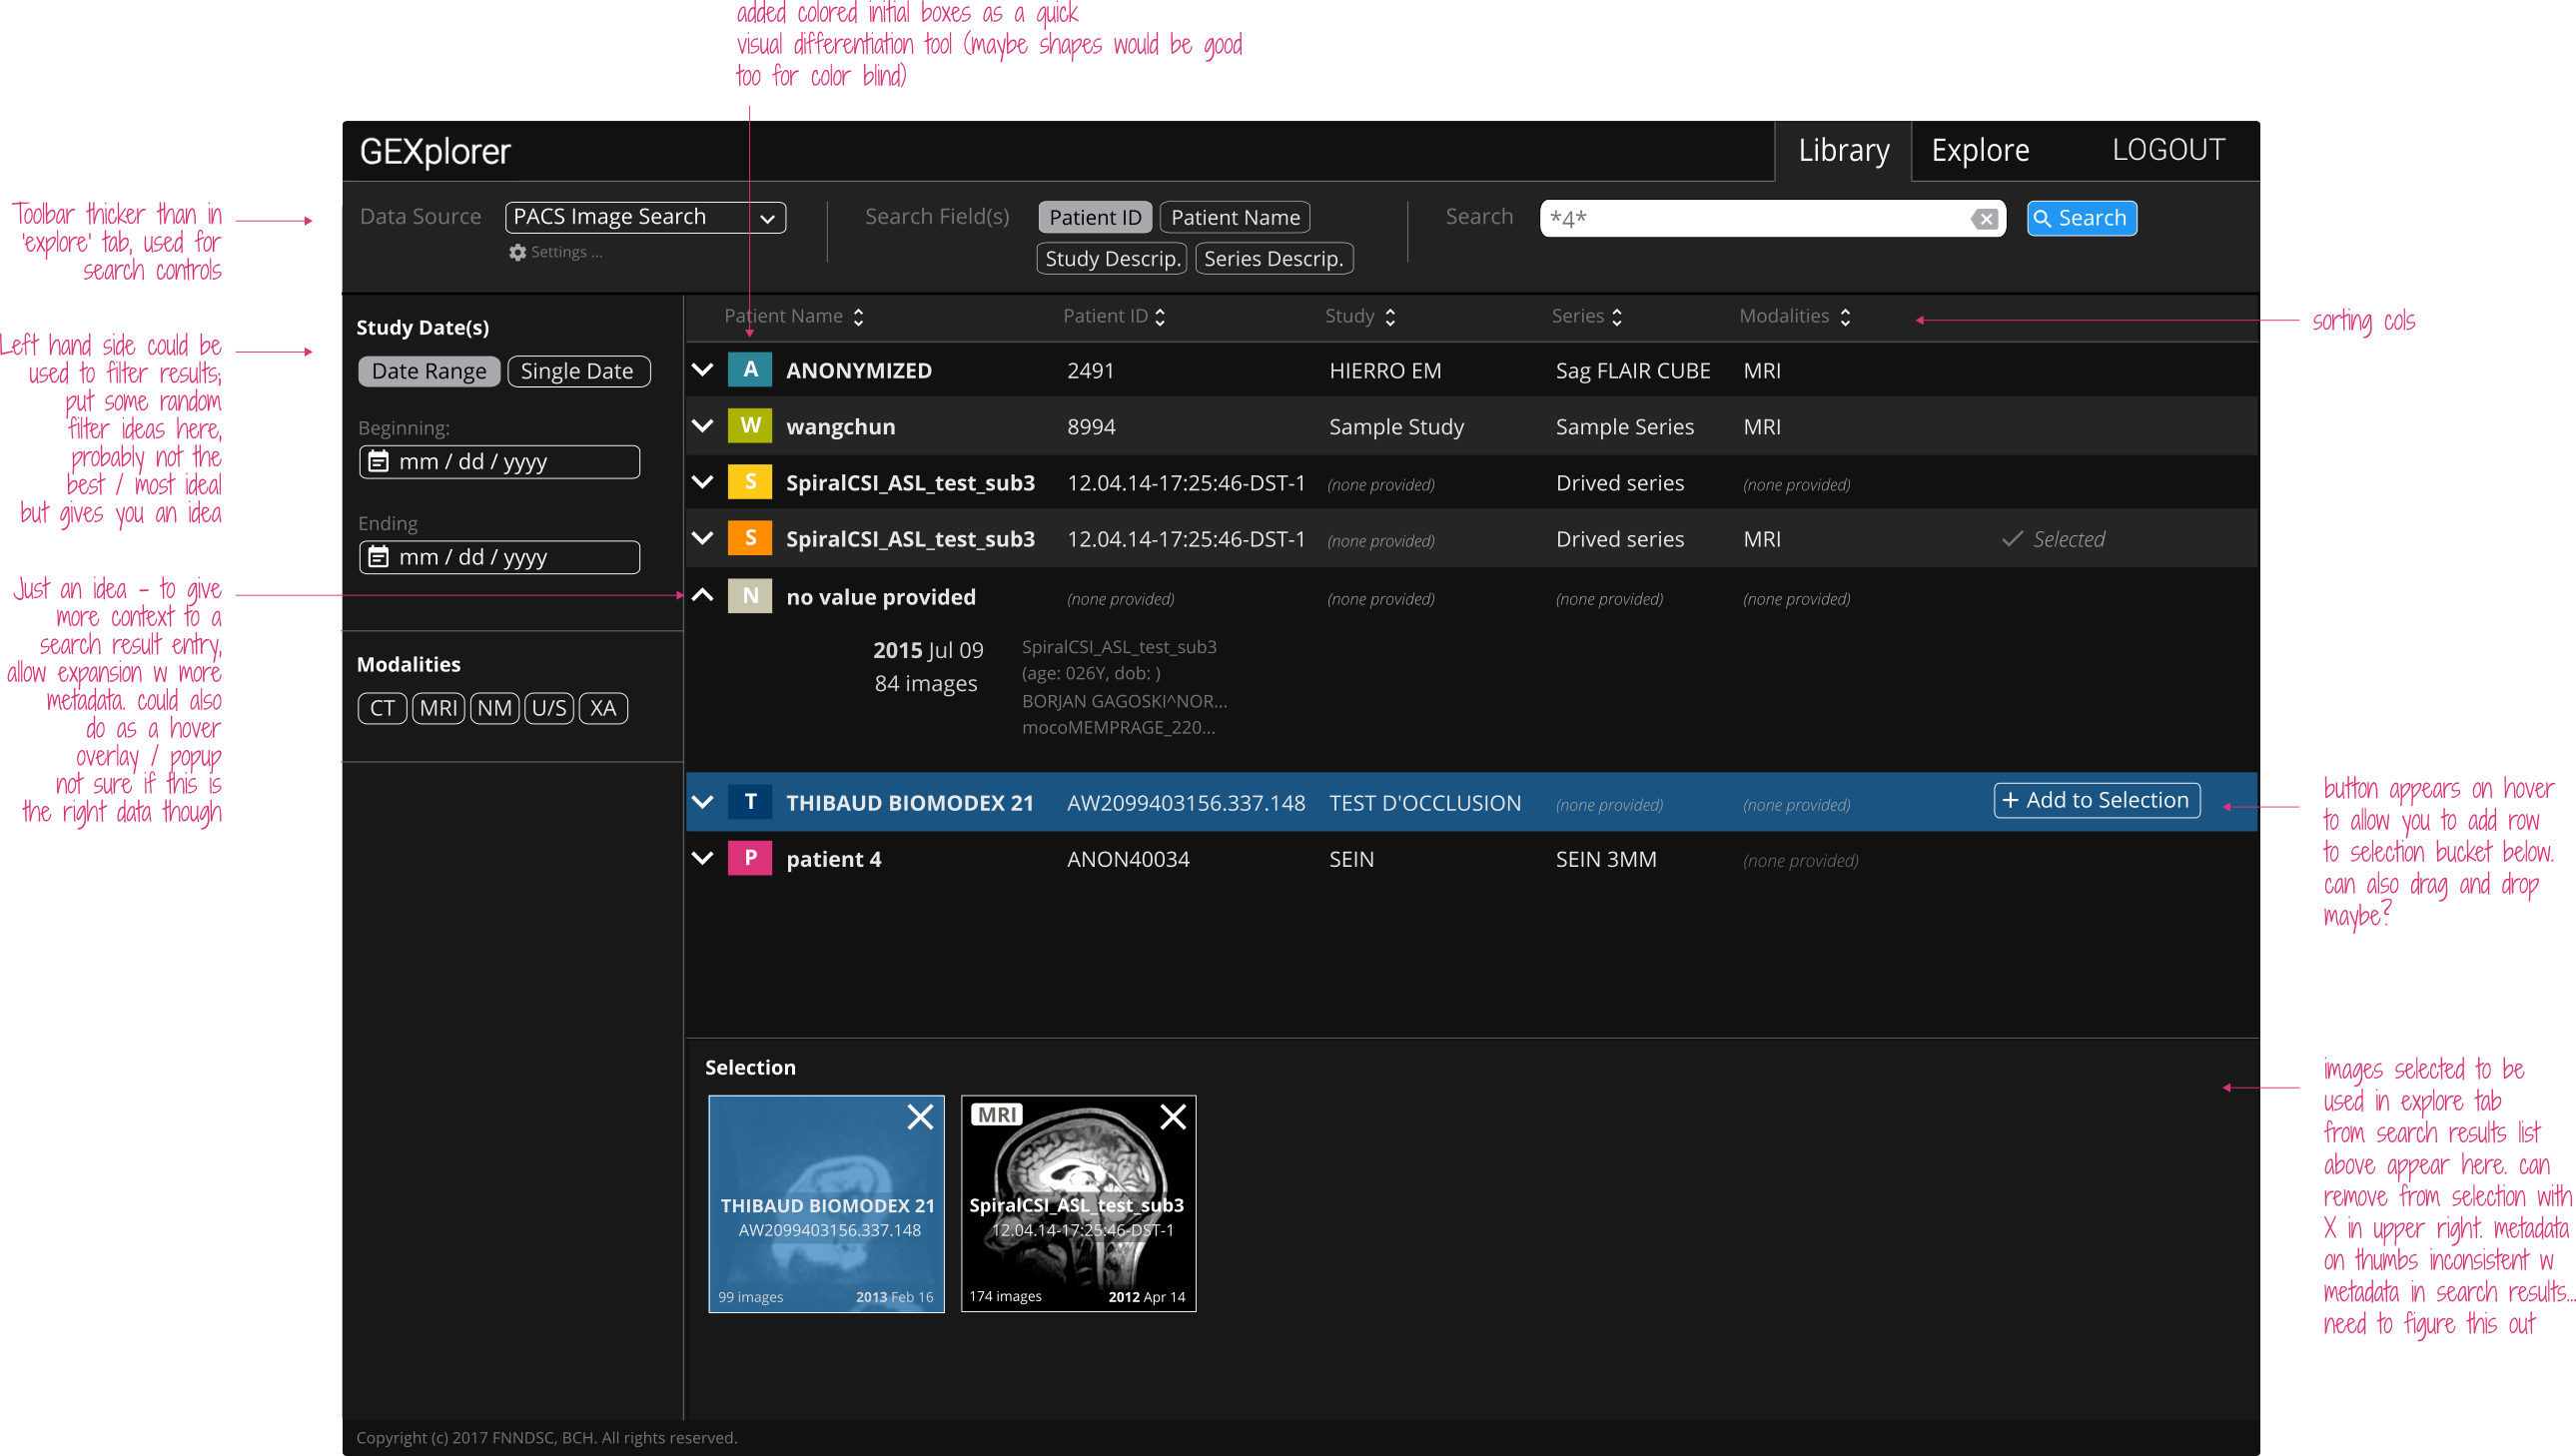 added colored initial boxes as a quick
visual differentiation tool (maybe shapes would be good
too for color blind)
GEXplorer
Library
Explore
LOGOUT
Toolbar thicker than in
'explore' tab, used for
search controls
Data Source
PACS Image Search
Settings ...
Search Field(s)
Patient ID
Patient Name
Study Descrip.
Series Descrip.
Search
*4*
Search
Left hand side could be
used to filter results;
put some random
filter ideas here,
probably not the
best / most ideal
but gives you an idea
Study Date(s)
Date Range
Single Date
Beginning:
mm / dd / yyyy
Ending
mm / dd / yyyy
Just an idea - to give
more context to a
search result entry,
allow expansion w more
metadata. could also
do as a hover
overlay / popup
not sure if this is
the right data though
Modalities
CT
MRI
NM
U/S
XA
Patient Name
Patient ID
Study
Series
Modalities
sorting cols
A ANONYMIZED 2491 HIERRO EM Sag FLAIR CUBE MRI
W wangchun 8994 Sample Study Sample Series MRI
S SpiralCSI_ASL_test_sub3 12.04.14-17:25:46-DST-1 (none provided) Drived series (none provided)
S SpiralCSI_ASL_test_sub3 12.04.14-17:25:46-DST-1 (none provided) Drived series MRI Selected
N no value provided (none provided) (none provided) (none provided) (none provided)
2015 Jul 09
84 images
SpiralCSI_ASL_test_sub3
(age: 026Y, dob: )
BORJAN GAGOSKI^NOR...
mocoMEMPRAGE_220...
T THIBAUD BIOMODEX 21 AW2099403156.337.148 TEST D'OCCLUSION (none provided) (none provided) + Add to Selection
P patient 4 ANON40034 SEIN SEIN 3MM (none provided)
button appears on hover
to allow you to add row
to selection bucket below.
can also drag and drop
maybe?
Selection
THIBAUD BIOMODEX 21
AW2099403156.337.148
99 images
2013 Feb 16
MRI
SpiralCSI_ASL_test_sub3
12.04.14-17:25:46-DST-1
174 images
2012 Apr 14
images selected to be
used in explore tab
from search results list
above appear here. can
remove from selection with
X in upper right. metadata
on thumbs inconsistent w
metadata in search results...
need to figure this out
Copyright (c) 2017 FNNDSC, BCH. All rights reserved.